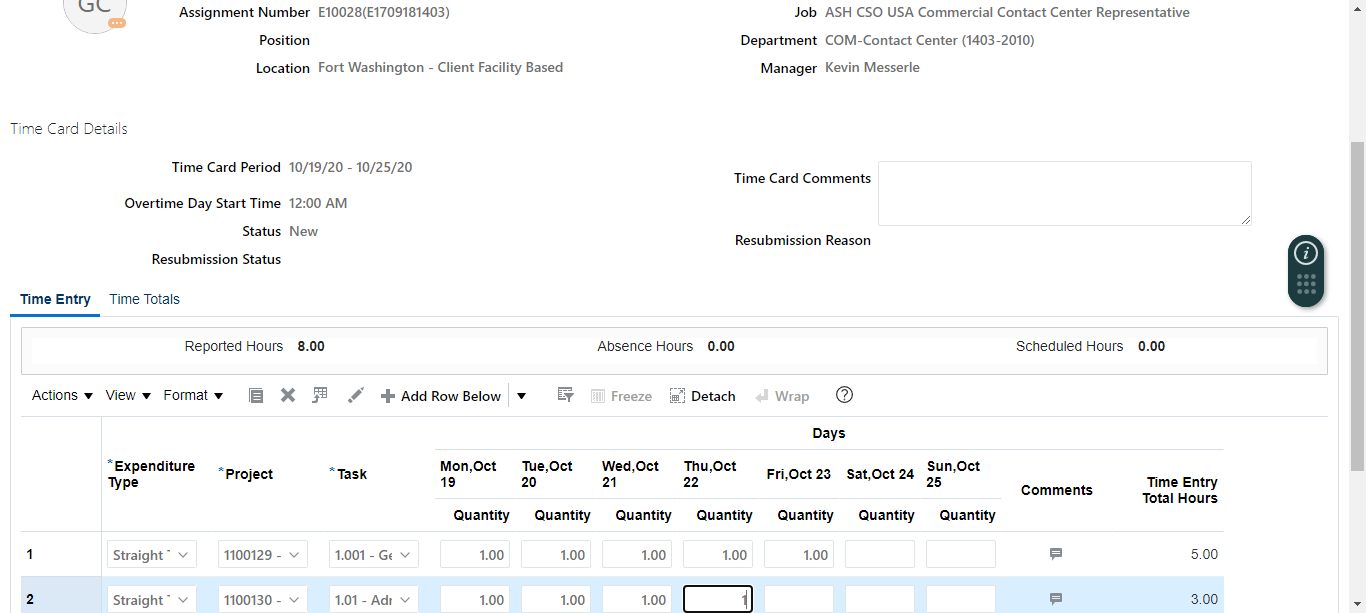 GC
Assignment Number E10028(E1709181403)
Job ASH CSO USA Commercial Contact Center Representative
Position
Department COM-Contact Center (1403-2010)
Location Fort Washington - Client Facility Based
Manager Kevin Messerle
Time Card Details
Time Card Period 10/19/20 - 10/25/20
Time Card Comments
Overtime Day Start Time 12:00 AM
Status New
Resubmission Reason
Resubmission Status
Time Entry Time Totals
Reported Hours 8.00 Absence Hours 0.00 Scheduled Hours 0.00
Actions View Format Add Row Below Freeze Detach Wrap
Days
*Expenditure Type *Project *Task Mon,Oct 19 Tue,Oct 20 Wed,Oct 21 Thu,Oct 22 Fri,Oct 23 Sat,Oct 24 Sun,Oct 25 Comments Time Entry Total Hours
Quantity Quantity Quantity Quantity Quantity Quantity Quantity
1 Straight 1100129 - 1.001 - Ge 1.00 1.00 1.00 1.00 1.00 5.00
2 Straight 1100130 - 1.01 - Adr 1.00 1.00 1.00 1 3.00